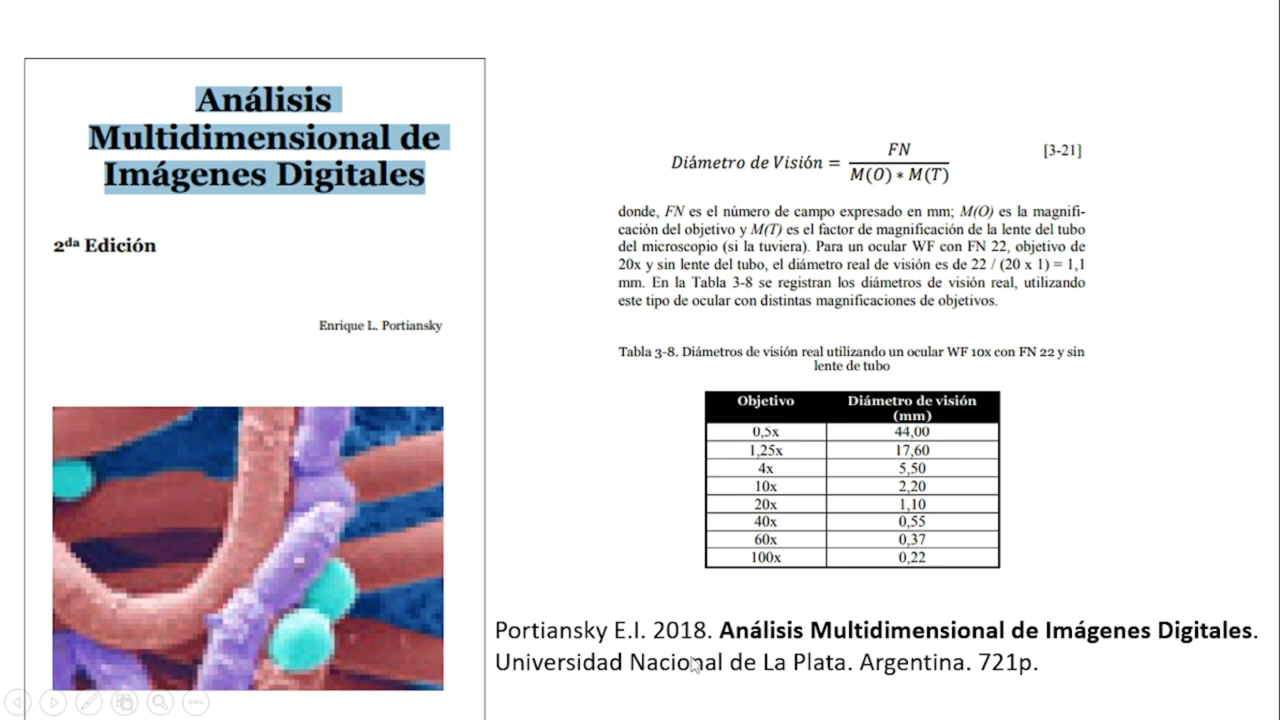 Análisis
Multidimensional de
Imágenes Digitales
2da Edición
Enrique L. Portiansky
Diámetro de Visión = FN / M(O) * M(T) [3-21]
donde, FN es el número de campo expresado en mm; M(O) es la magnifi-
cación del objetivo y M(T) es el factor de magnificación de la lente del tubo
del microscopio (si la tuviera). Para un ocular WF con FN 22, objetivo de
20x y sin lente del tubo, el diámetro real de visión es de 22 / (20 x 1) = 1,1
mm. En la Tabla 3-8 se registran los diámetros de visión real, utilizando
este tipo de ocular con distintas magnificaciones de objetivos.
Tabla 3-8. Diámetros de visión real utilizando un ocular WF 10x con FN 22 y sin
lente de tubo
Objetivo Diámetro de visión
(mm)
0,5x 44,00
1,25x 17,60
4x 5,50
10x 2,20
20x 1,10
40x 0,55
60x 0,37
100x 0,22
Portiansky E.I. 2018. Análisis Multidimensional de Imágenes Digitales.
Universidad Nacional de La Plata. Argentina. 721p.